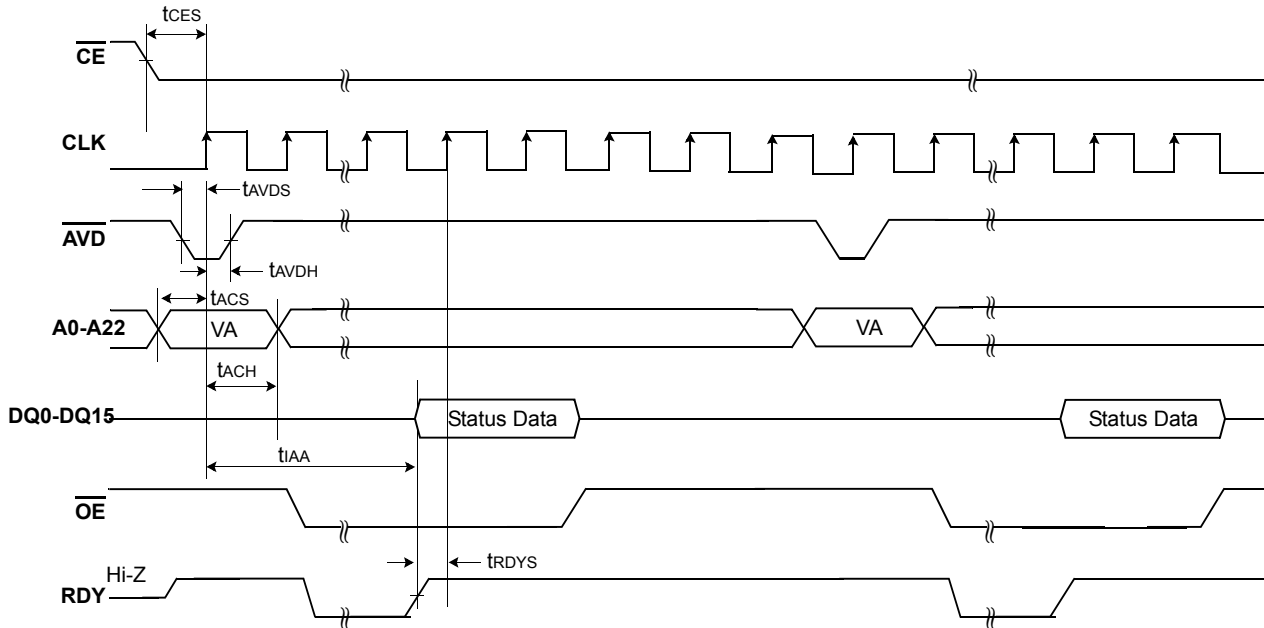 tCES
CE
CLK
tAVDS
AVD
tAVDH
tACS
A0-A22
VA
VA
tACH
DQ0-DQ15
Status Data
Status Data
tIAA
OE
tRDYS
Hi-Z
RDY